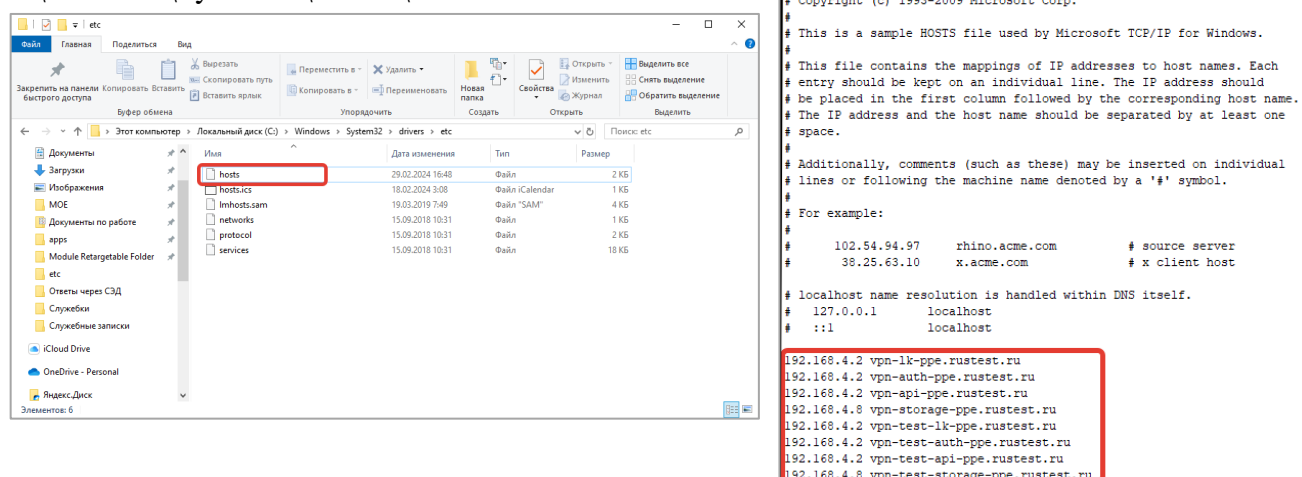 etc
Файл Главная Поделиться Вид
Закрепить на панели быстрого доступа
Копировать
Вставить
Вырезать
Скопировать путь
Вставить ярлык
Буфер обмена
Переместить в
Копировать в
Удалить
Переименовать
Упорядочить
Новая папка
Создать
Свойства
Открыть
Изменить
Журнал
Открыть
Выделить все
Снять выделение
Обратить выделение
Выделить
Этот компьютер > Локальный диск (C:) > Windows > System32 > drivers > etc
Поиск: etc
Документы
Загрузки
Изображения
MOE
Документы по работе
apps
Module Retargetable Folder
etc
Ответы через СЭД
Служебки
Служебные записки
iCloud Drive
OneDrive - Personal
Яндекс.Диск
Имя Дата изменения Тип Размер
hosts 29.02.2024 16:48 Файл 2 КБ
hosts.ics 18.02.2024 3:08 Файл iCalendar 1 КБ
lmhosts.sam 19.03.2019 7:49 Файл "SAM" 4 КБ
networks 15.09.2018 10:31 Файл 1 КБ
protocol 15.09.2018 10:31 Файл 2 КБ
services 15.09.2018 10:31 Файл 18 КБ
Элементов: 6
# Copyright (c) 1993-2009 Microsoft Corp.
#
# This is a sample HOSTS file used by Microsoft TCP/IP for Windows.
#
# This file contains the mappings of IP addresses to host names. Each
# entry should be kept on an individual line. The IP address should
# be placed in the first column followed by the corresponding host name.
# The IP address and the host name should be separated by at least one
# space.
#
# Additionally, comments (such as these) may be inserted on individual
# lines or following the machine name denoted by a '#' symbol.
#
# For example:
#
# 102.54.94.97 rhino.acme.com # source server
# 38.25.63.10 x.acme.com # x client host
# localhost name resolution is handled within DNS itself.
# 127.0.0.1 localhost
# ::1 localhost
192.168.4.2 vpn-lk-ppe.rustest.ru
192.168.4.2 vpn-auth-ppe.rustest.ru
192.168.4.2 vpn-api-ppe.rustest.ru
192.168.4.8 vpn-storage-ppe.rustest.ru
192.168.4.2 vpn-test-lk-ppe.rustest.ru
192.168.4.2 vpn-test-auth-ppe.rustest.ru
192.168.4.2 vpn-test-api-ppe.rustest.ru
192.168.4.8 vpn-test-storage-ppe.rustest.ru